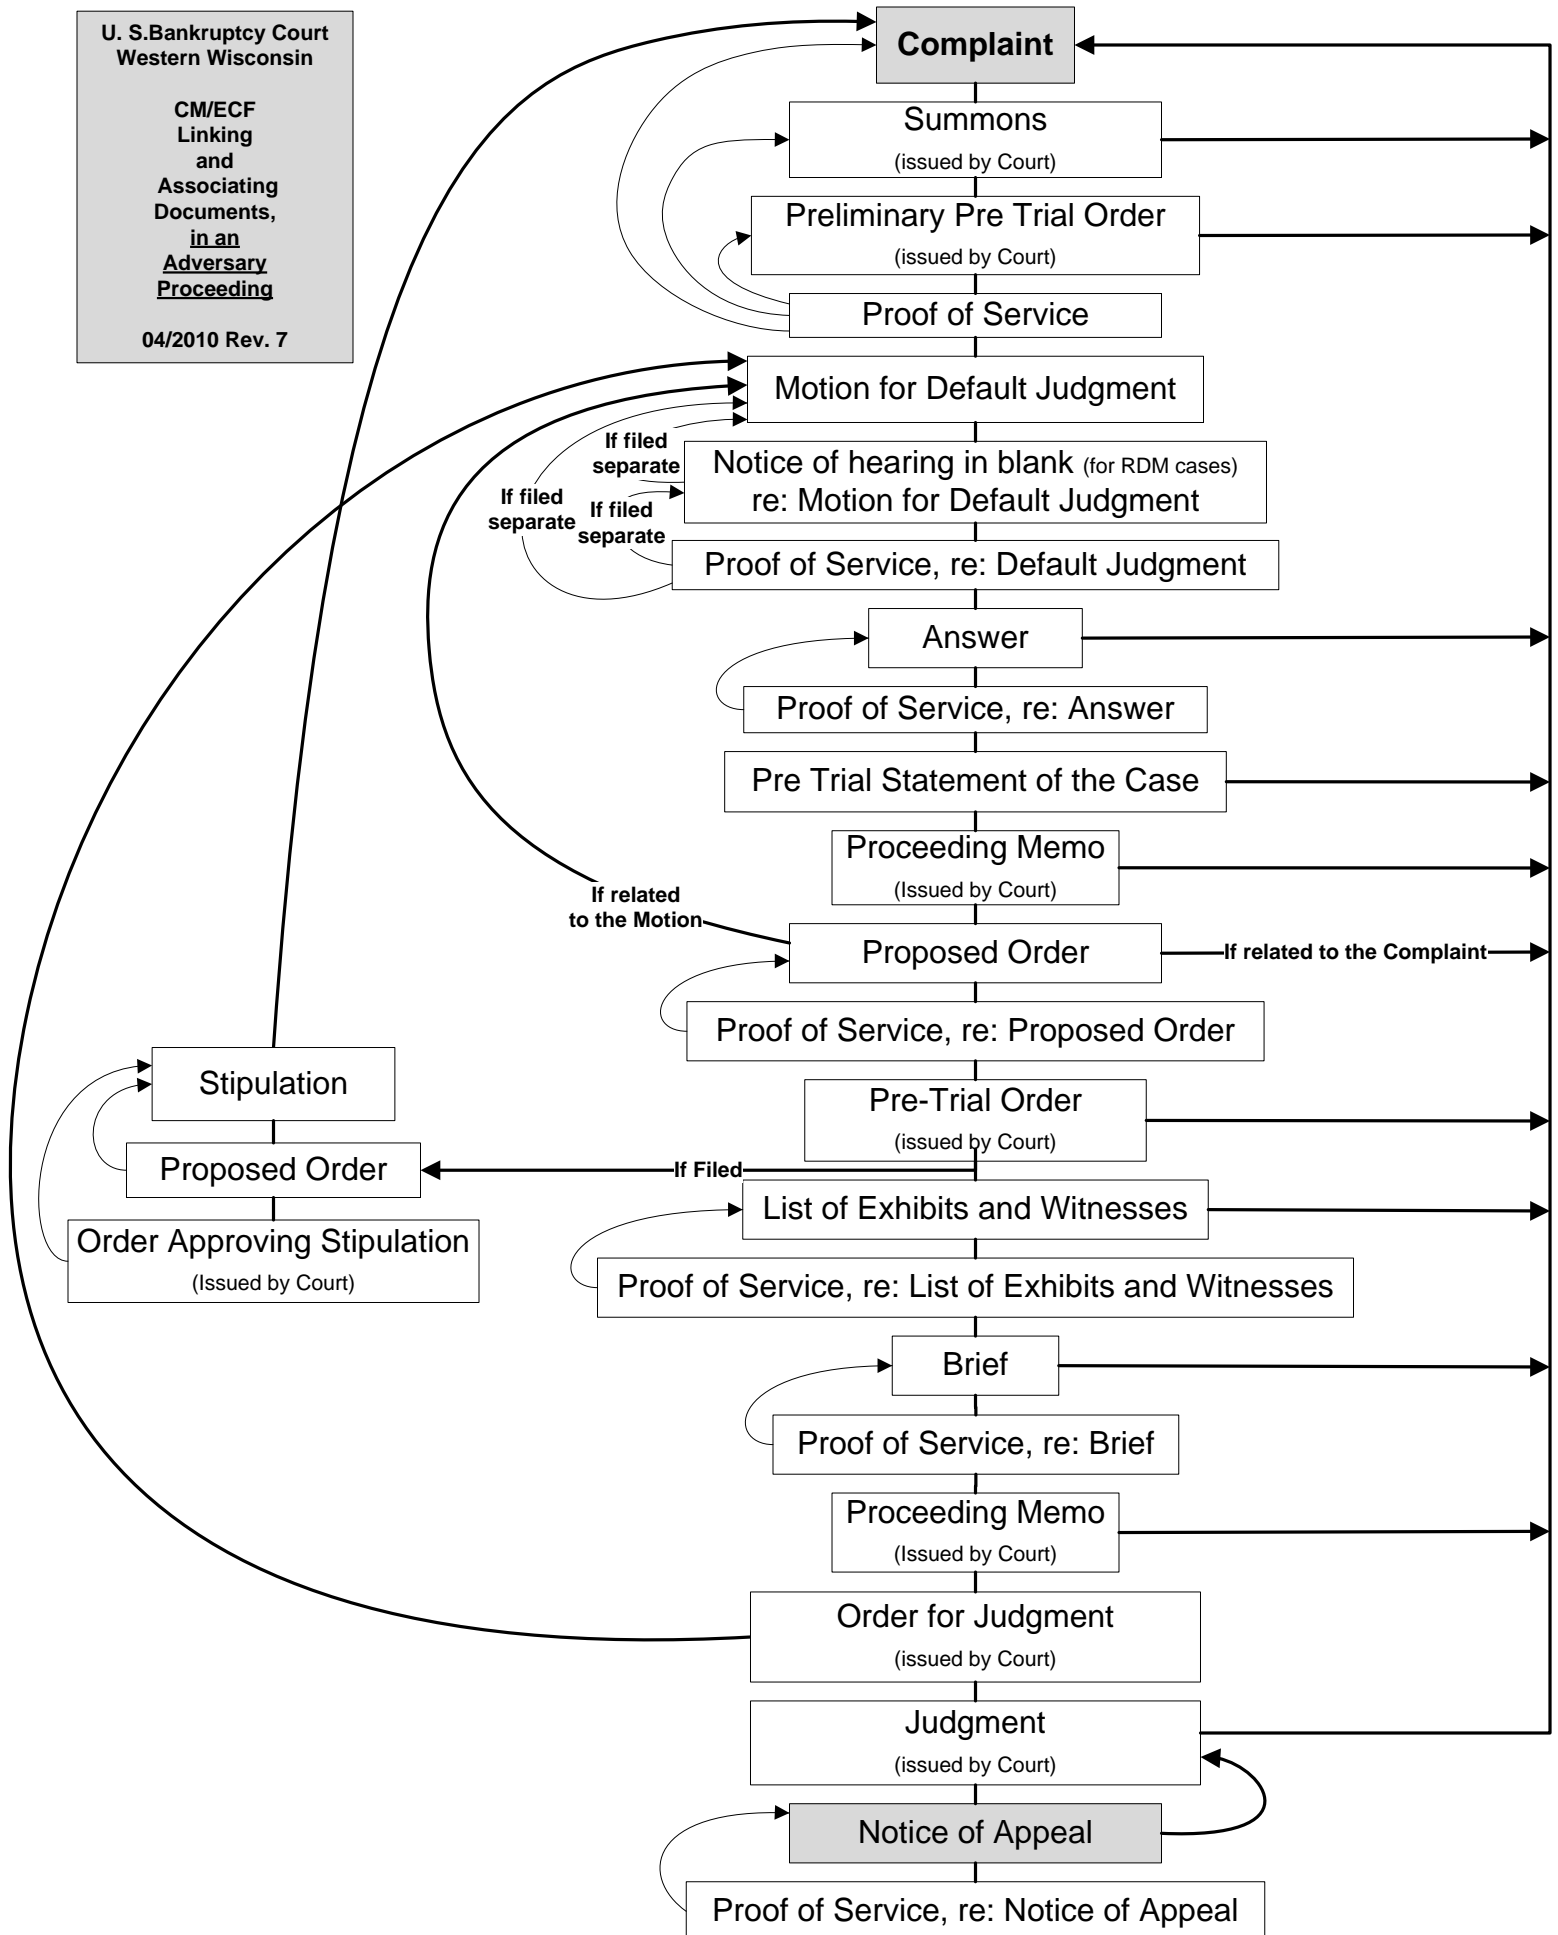 U. S.Bankruptcy Court
Western Wisconsin
CM/ECF
Linking
and
Associating
Documents,
in an
Adversary
Proceeding
04/2010 Rev. 7
Complaint
Summons
(issued by Court)
Preliminary Pre Trial Order
(issued by Court)
Proof of Service
Motion for Default Judgment
If filed
separate
Notice of hearing in blank (for RDM cases)
re: Motion for Default Judgment
If filed
separate
If filed
separate
Proof of Service, re: Default Judgment
Answer
Proof of Service, re: Answer
Pre Trial Statement of the Case
Proceeding Memo
(Issued by Court)
If related
to the Motion
Proposed Order
If related to the Complaint
Proof of Service, re: Proposed Order
Stipulation
Pre-Trial Order
(issued by Court)
Proposed Order
If Filed
List of Exhibits and Witnesses
Order Approving Stipulation
(Issued by Court)
Proof of Service, re: List of Exhibits and Witnesses
Brief
Proof of Service, re: Brief
Proceeding Memo
(Issued by Court)
Order for Judgment
(issued by Court)
Judgment
(issued by Court)
Notice of Appeal
Proof of Service, re: Notice of Appeal